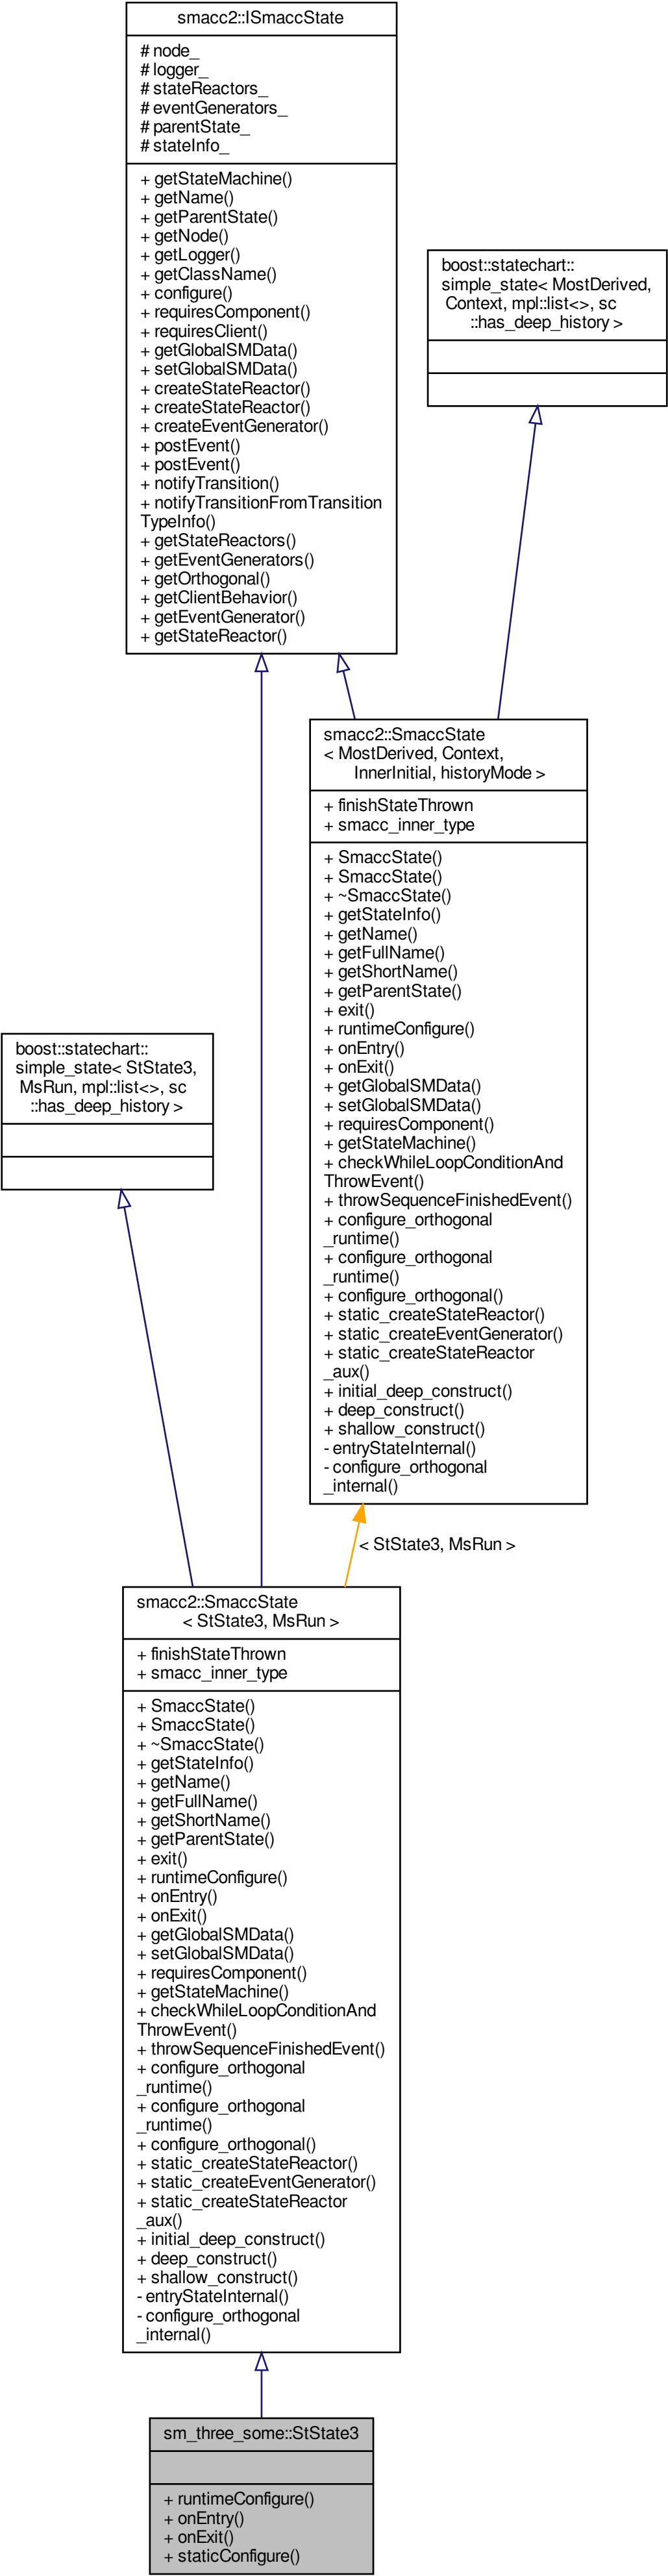 smacc2::ISmaccState
# node_
# logger_
# stateReactors_
# eventGenerators_
# parentState_
# stateInfo_
+ getStateMachine()
+ getName()
+ getParentState()
+ getNode()
+ getLogger()
+ getClassName()
+ configure()
+ requiresComponent()
+ requiresClient()
+ getGlobalSMData()
+ setGlobalSMData()
+ createStateReactor()
+ createStateReactor()
+ createEventGenerator()
+ postEvent()
+ postEvent()
+ notifyTransition()
+ notifyTransitionFromTransition
TypeInfo()
+ getStateReactors()
+ getEventGenerators()
+ getOrthogonal()
+ getClientBehavior()
+ getEventGenerator()
+ getStateReactor()
boost::statechart::
simple_state< MostDerived,
Context, mpl::list<>, sc
::has_deep_history >
smacc2::SmaccState
< MostDerived, Context,
InnerInitial, historyMode >
+ finishStateThrown
+ smacc_inner_type
+ SmaccState()
+ SmaccState()
+ ~SmaccState()
+ getStateInfo()
+ getName()
+ getFullName()
+ getShortName()
+ getParentState()
+ exit()
+ runtimeConfigure()
+ onEntry()
+ onExit()
+ getGlobalSMData()
+ setGlobalSMData()
+ requiresComponent()
+ getStateMachine()
+ checkWhileLoopConditionAnd
ThrowEvent()
+ throwSequenceFinishedEvent()
+ configure_orthogonal
_runtime()
+ configure_orthogonal
_runtime()
+ configure_orthogonal()
+ static_createStateReactor()
+ static_createEventGenerator()
+ static_createStateReactor
_aux()
+ initial_deep_construct()
+ deep_construct()
+ shallow_construct()
- entryStateInternal()
- configure_orthogonal
_internal()
boost::statechart::
simple_state< StState3,
MsRun, mpl::list<>, sc
::has_deep_history >
< StState3, MsRun >
smacc2::SmaccState
< StState3, MsRun >
+ finishStateThrown
+ smacc_inner_type
+ SmaccState()
+ SmaccState()
+ ~SmaccState()
+ getStateInfo()
+ getName()
+ getFullName()
+ getShortName()
+ getParentState()
+ exit()
+ runtimeConfigure()
+ onEntry()
+ onExit()
+ getGlobalSMData()
+ setGlobalSMData()
+ requiresComponent()
+ getStateMachine()
+ checkWhileLoopConditionAnd
ThrowEvent()
+ throwSequenceFinishedEvent()
+ configure_orthogonal
_runtime()
+ configure_orthogonal
_runtime()
+ configure_orthogonal()
+ static_createStateReactor()
+ static_createEventGenerator()
+ static_createStateReactor
_aux()
+ initial_deep_construct()
+ deep_construct()
+ shallow_construct()
- entryStateInternal()
- configure_orthogonal
_internal()
sm_three_some::StState3
+ runtimeConfigure()
+ onEntry()
+ onExit()
+ staticConfigure()